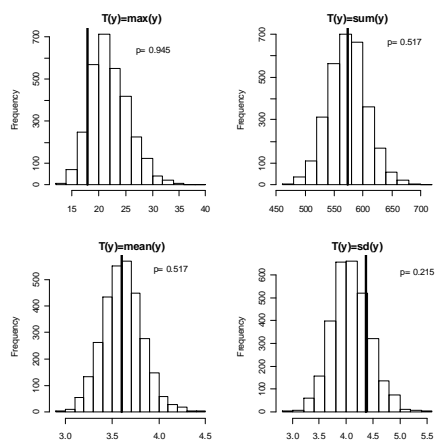 T(y)=max(y)
p= 0.945
Frequency
0 100 300 500 700
15 20 25 30 35 40
T(y)=sum(y)
p= 0.517
Frequency
0 100 300 500 700
450 500 550 600 650 700
T(y)=mean(y)
p= 0.517
Frequency
0 100 200 300 400 500
3.0 3.5 4.0 4.5
T(y)=sd(y)
p= 0.215
Frequency
0 100 200 300 400 500 600
3.0 3.5 4.0 4.5 5.0 5.5